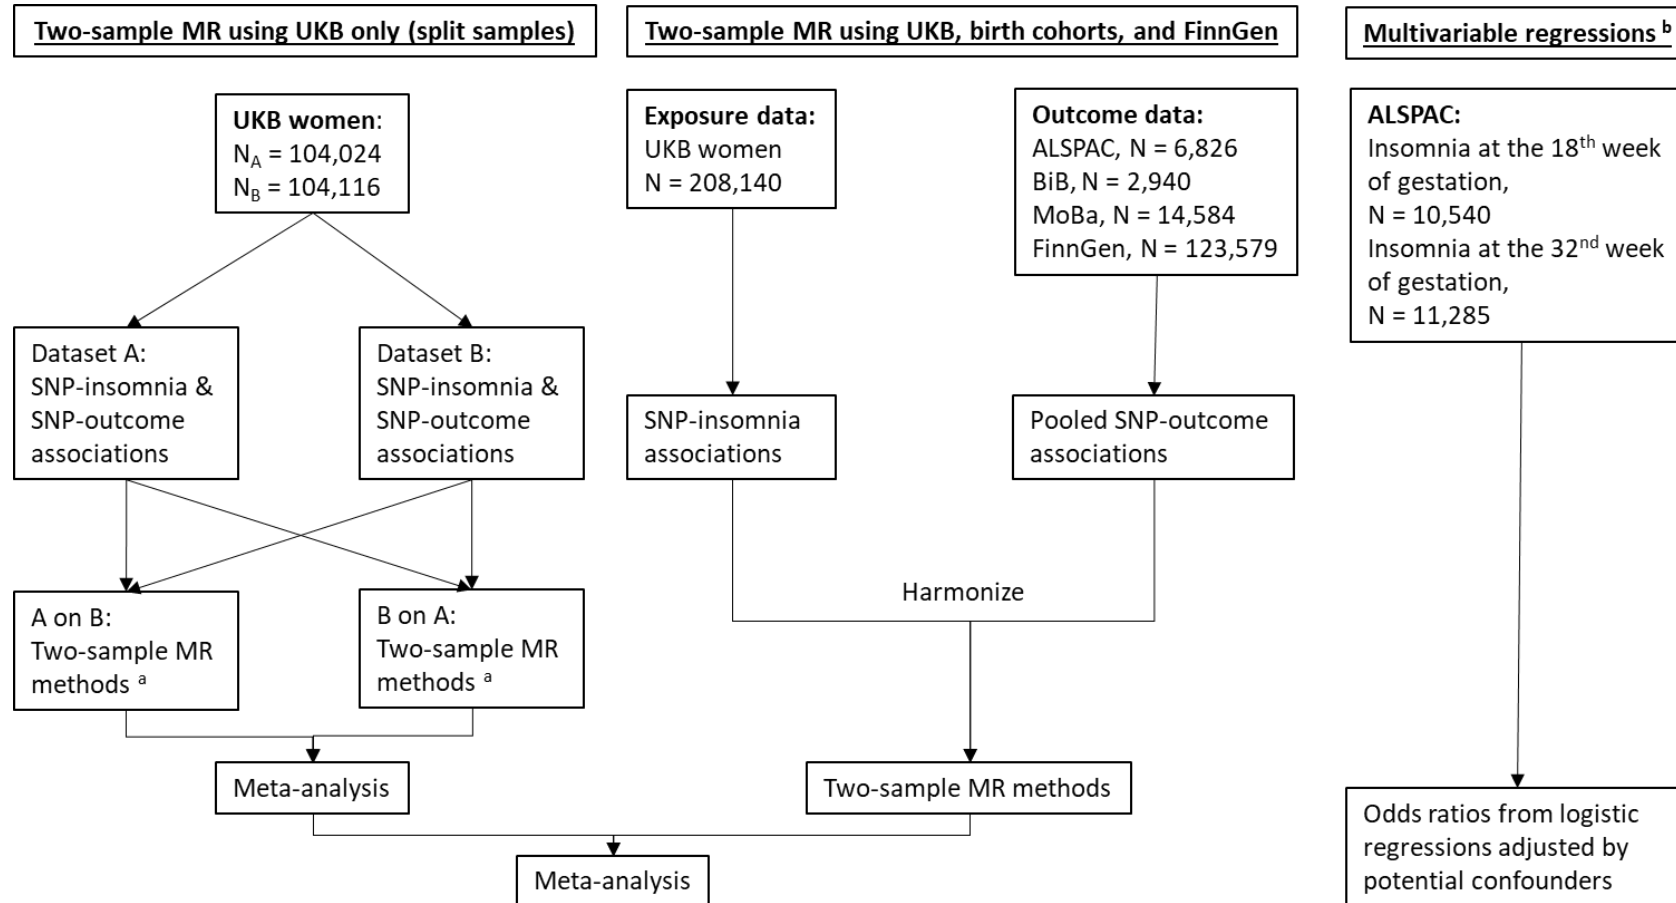 Two-sample MR using UKB only (split samples)
Two-sample MR using UKB, birth cohorts, and FinnGen
Multivariable regressions b
UKB women:
N_A = 104,024
N_B = 104,116
Exposure data:
UKB women
N = 208,140
Outcome data:
ALSPAC, N = 6,826
BiB, N = 2,940
MoBa, N = 14,584
FinnGen, N = 123,579
ALSPAC:
Insomnia at the 18th week
of gestation,
N = 10,540
Insomnia at the 32nd week
of gestation,
N = 11,285
Dataset A:
SNP-insomnia &
SNP-outcome
associations
Dataset B:
SNP-insomnia &
SNP-outcome
associations
SNP-insomnia
associations
Pooled SNP-outcome
associations
Harmonize
A on B:
Two-sample MR
methods a
B on A:
Two-sample MR
methods a
Meta-analysis
Two-sample MR methods
Meta-analysis
Odds ratios from logistic
regressions adjusted by
potential confounders